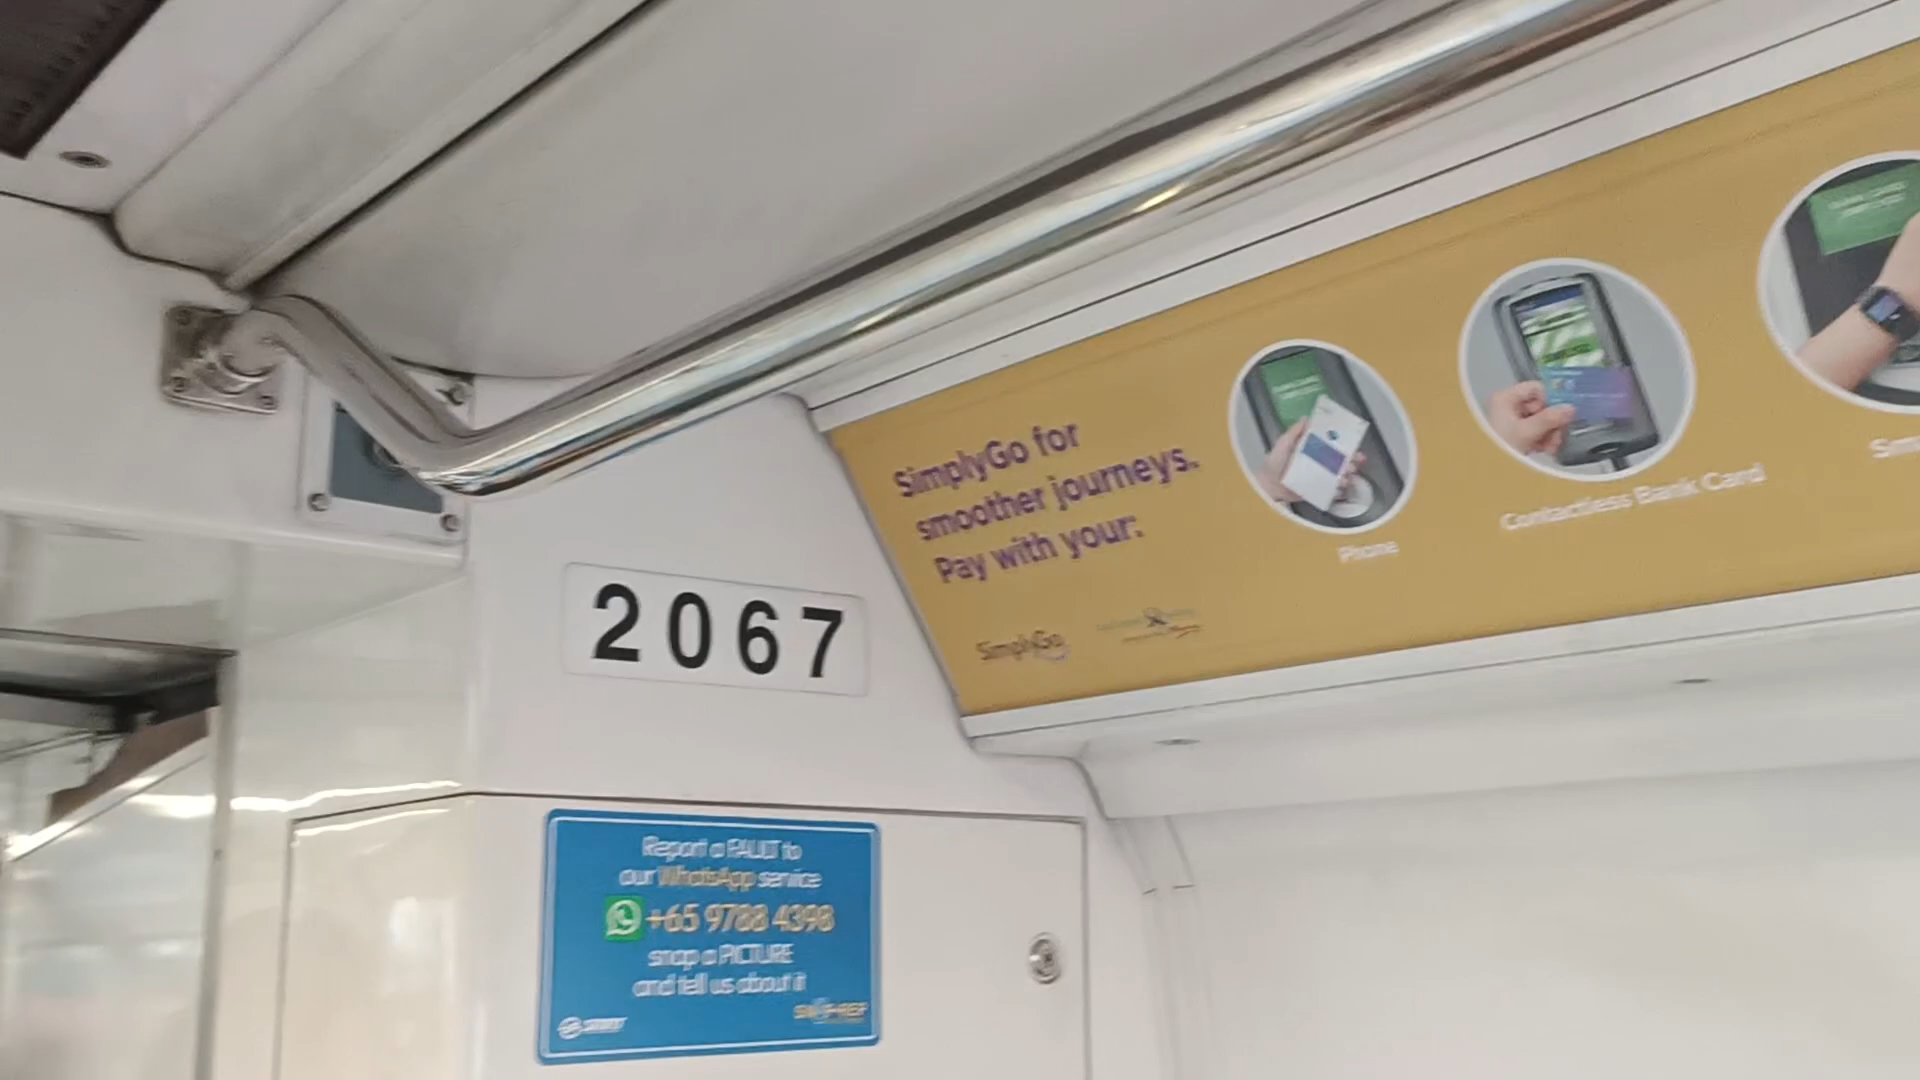 2067
SimplyGo for
smoother journeys.
Pay with your:
Phone
Contactless Bank Card
SimplyGo
Report a FAULT to
our WhatsApp service
+65 9788 4398
snap a PICTURE
and tell us about it
SMRT